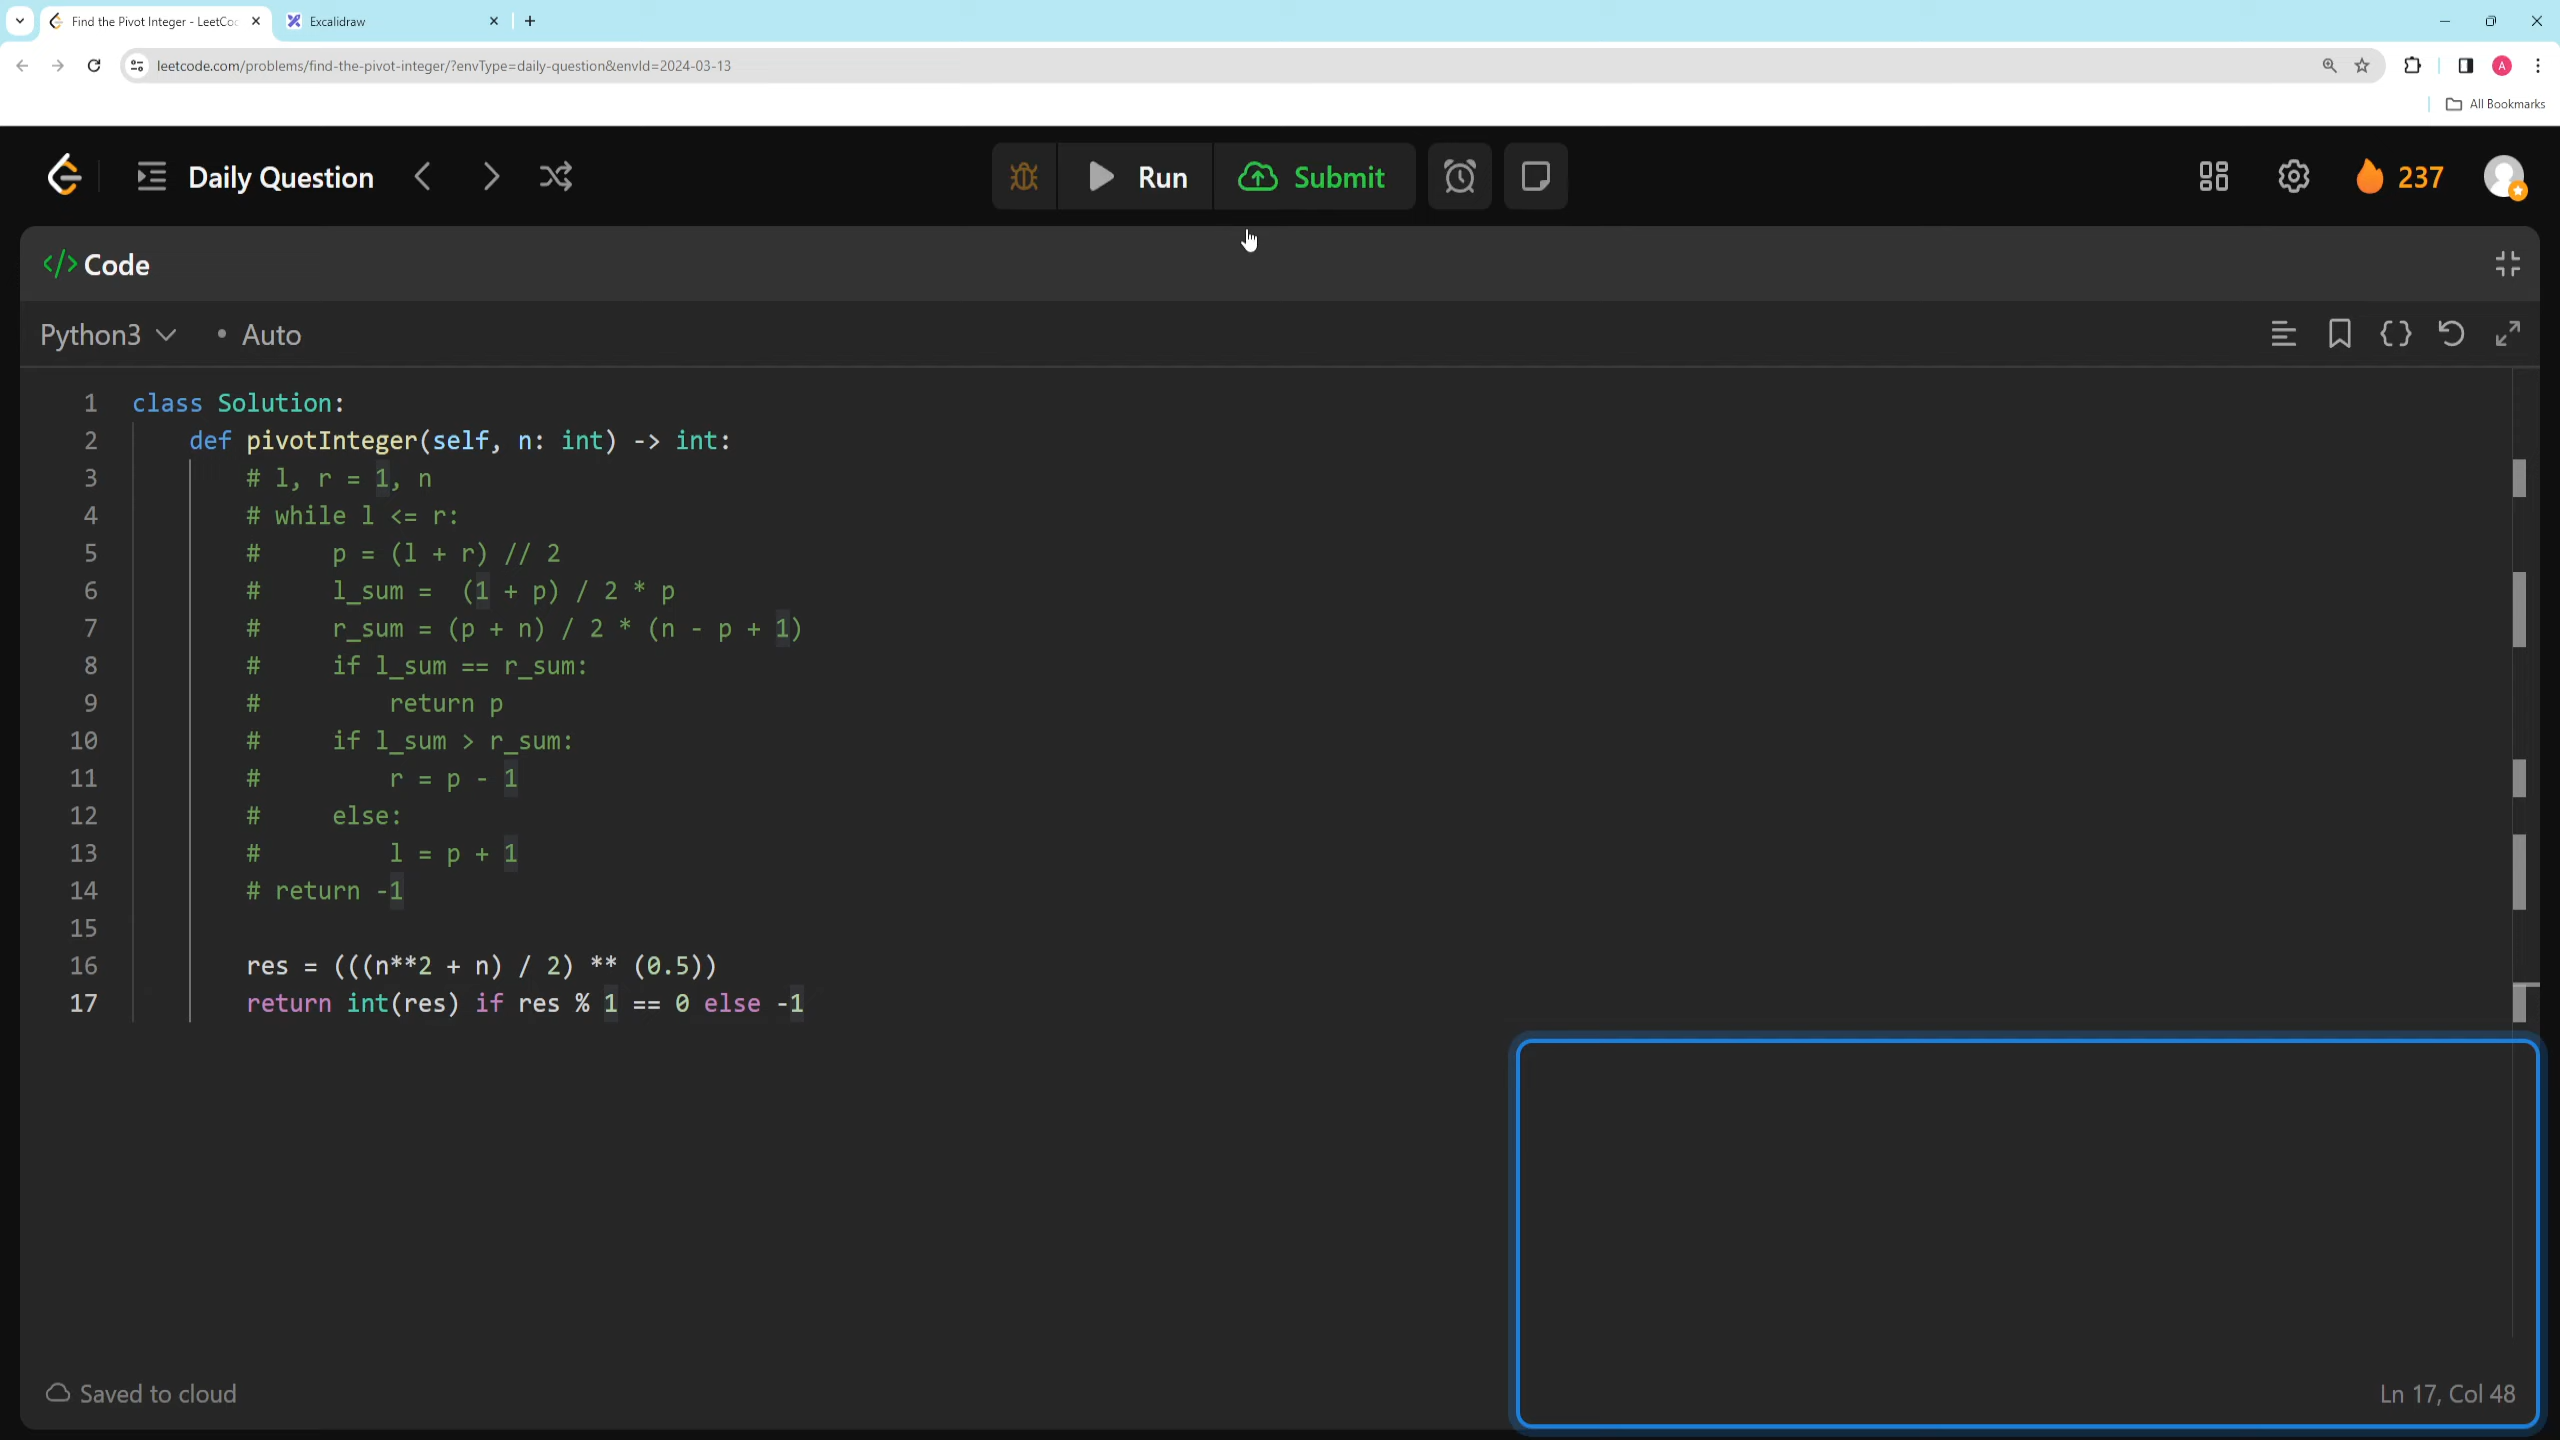 Find the Pivot Integer - LeetCo
Excalidraw
leetcode.com/problems/find-the-pivot-integer/?envType=daily-question&envId=2024-03-13
A
All Bookmarks
Daily Question
Run
Submit
237
</> Code
Python3
• Auto
1 class Solution:
2 def pivotInteger(self, n: int) -> int:
3 # l, r = 1, n
4 # while l <= r:
5 # p = (l + r) // 2
6 # l_sum = (1 + p) / 2 * p
7 # r_sum = (p + n) / 2 * (n - p + 1)
8 # if l_sum == r_sum:
9 # return p
10 # if l_sum > r_sum:
11 # r = p - 1
12 # else:
13 # l = p + 1
14 # return -1
15
16 res = (((n**2 + n) / 2) ** (0.5))
17 return int(res) if res % 1 == 0 else -1
Saved to cloud
Ln 17, Col 48